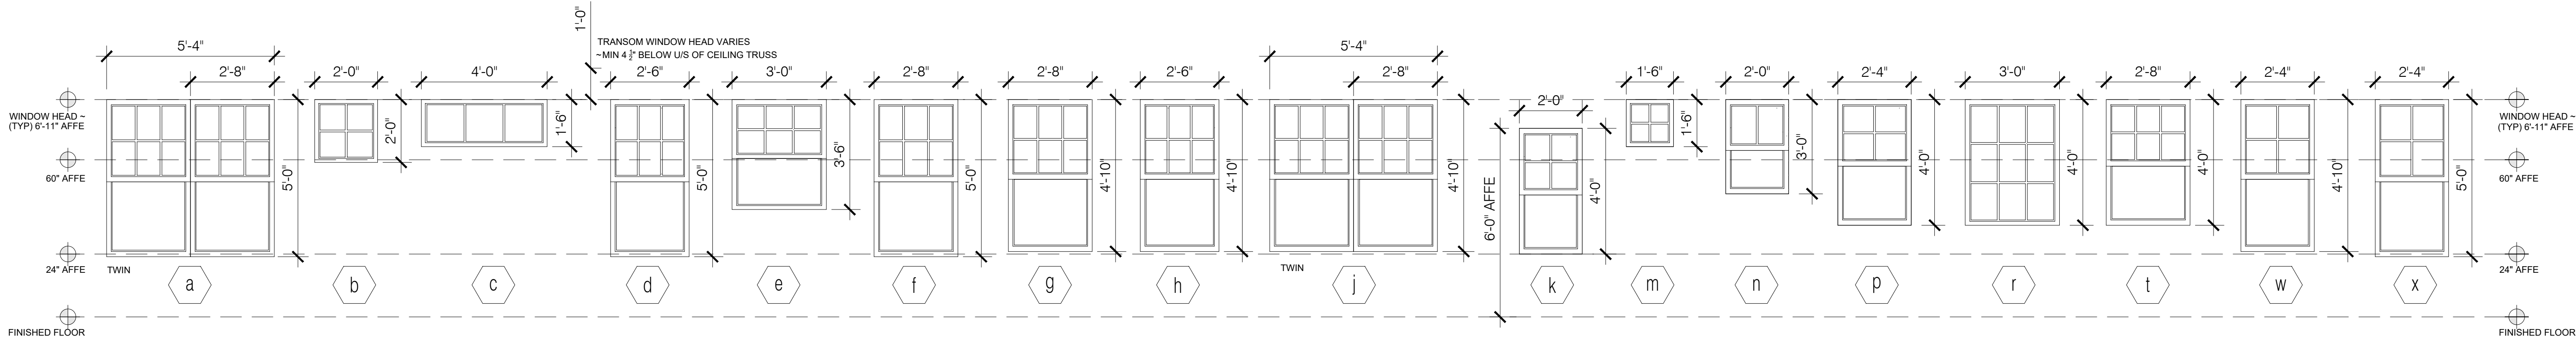 1'-0"
TRANSOM WINDOW HEAD VARIES
~MIN 4 1/2" BELOW U/S OF CEILING TRUSS
5'-4"
5'-4"
2'-8"
2'-0"
4'-0"
2'-6"
3'-0"
2'-8"
2'-8"
2'-6"
2'-8"
2'-0"
1'-6"
2'-0"
2'-4"
3'-0"
2'-8"
2'-4"
2'-4"
WINDOW HEAD ~
(TYP) 6'-11" AFFE
60" AFFE
24" AFFE
FINISHED FLOOR
5'-0"
2'-0"
1'-6"
5'-0"
3'-6"
5'-0"
4'-10"
4'-10"
4'-10"
6'-0" AFFE
4'-0"
1'-6"
3'-0"
4'-0"
4'-0"
4'-0"
4'-10"
5'-0"
WINDOW HEAD ~
(TYP) 6'-11" AFFE
60" AFFE
24" AFFE
FINISHED FLOOR
TWIN
TWIN
a
b
c
d
e
f
g
h
j
k
m
n
p
r
t
w
x